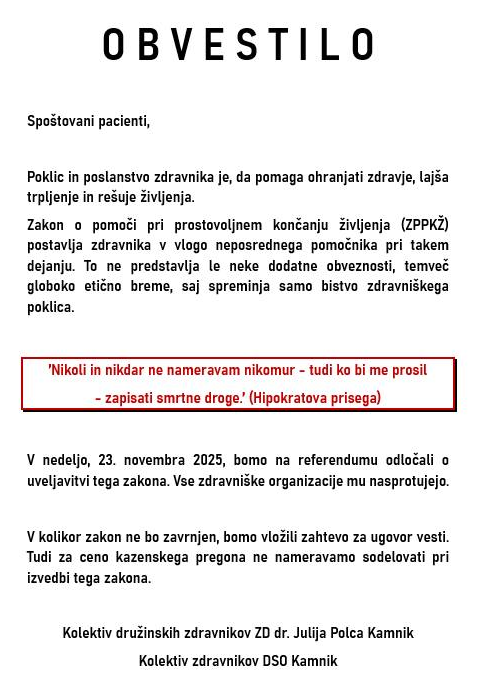 OBVESTILO
Spoštovani pacienti,
Poklic in poslanstvo zdravnika je, da pomaga ohranjati zdravje, lajša
trpljenje in rešuje življenja.
Zakon o pomoči pri prostovoljnem končanju življenja (ZPPKŽ)
postavlja zdravnika v vlogo neposrednega pomočnika pri takem
dejanju. To ne predstavlja le neke dodatne obveznosti, temveč
globoko etično breme, saj spreminja samo bistvo zdravniškega
poklica.
'Nikoli in nikdar ne nameravam nikomur – tudi ko bi me prosil
– zapisati smrtne droge.' (Hipokratova prisega)
V nedeljo, 23. novembra 2025, bomo na referendumu odločali o
uveljavitvi tega zakona. Vse zdravniške organizacije mu nasprotujejo.
V kolikor zakon ne bo zavrnjen, bomo vložili zahtevo za ugovor vesti.
Tudi za ceno kazenskega pregona ne nameravamo sodelovati pri
izvedbi tega zakona.
Kolektiv družinskih zdravnikov ZD dr. Julija Polca Kamnik
Kolektiv zdravnikov DSO Kamnik